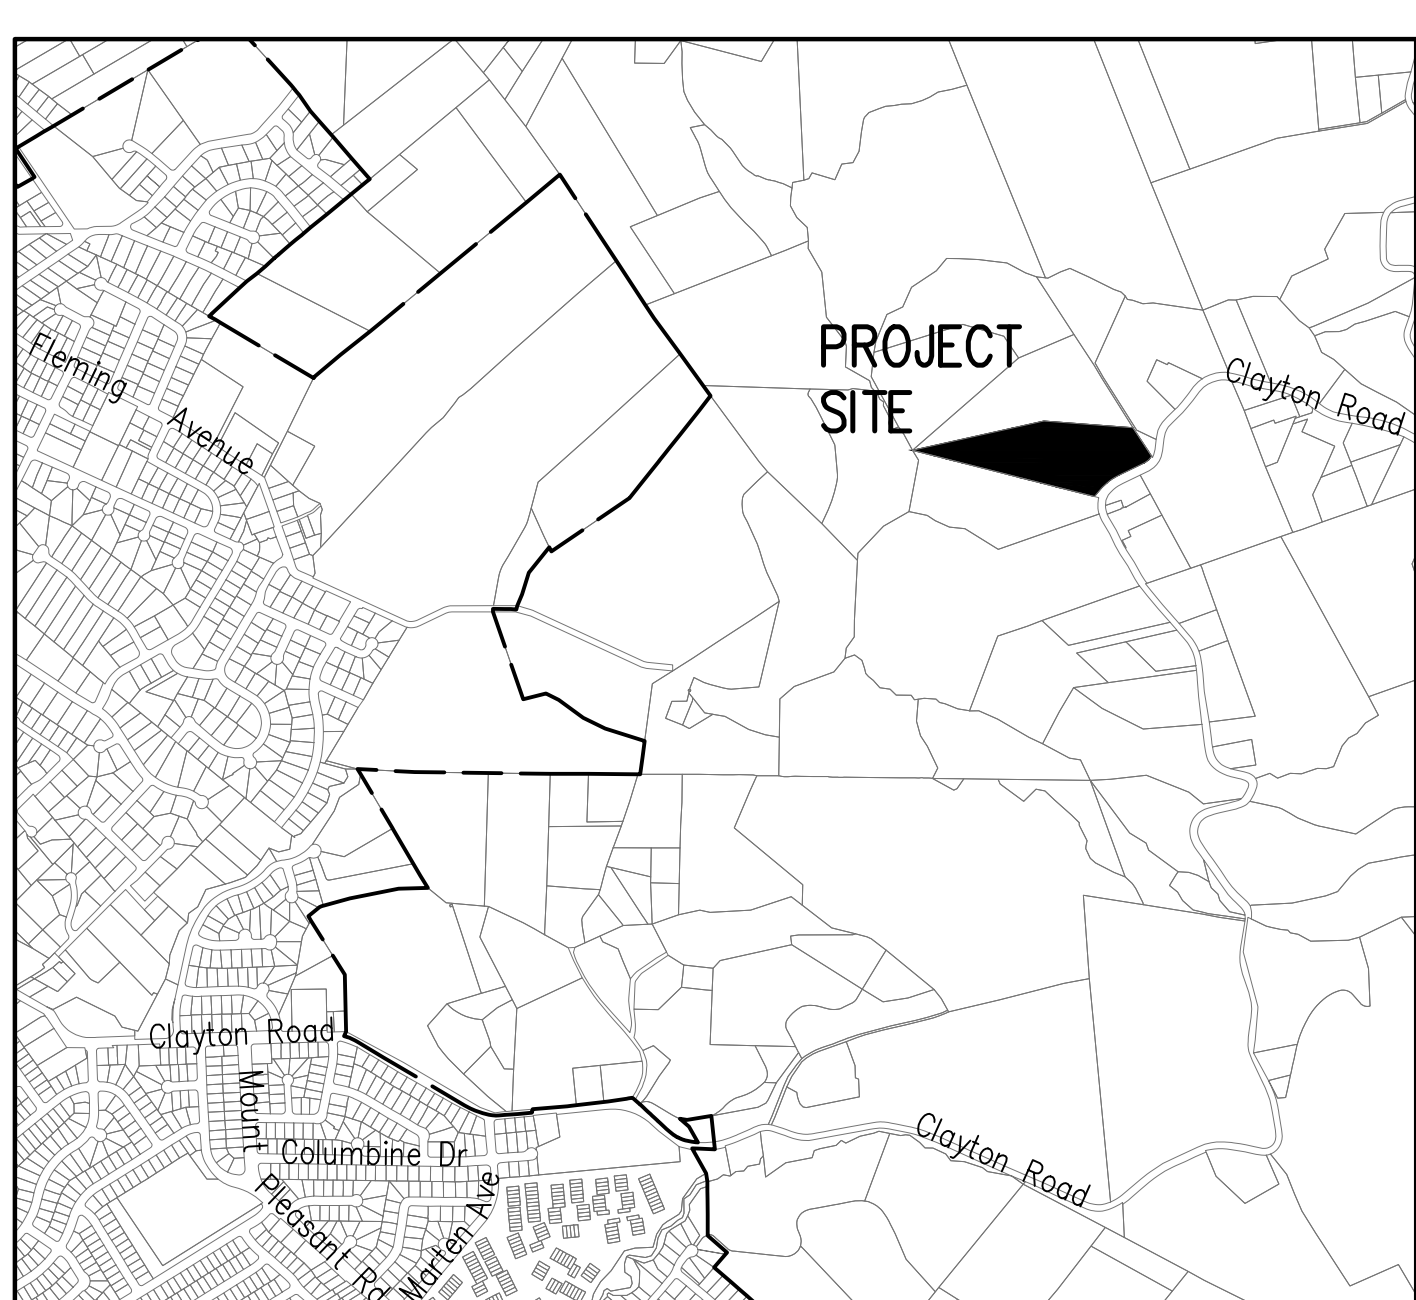 PROJECT
SITE
Fleming Avenue
Clayton Road
Clayton Road
Mount Pleasant Rd
Columbine Dr
Marten Ave
Clayton Road